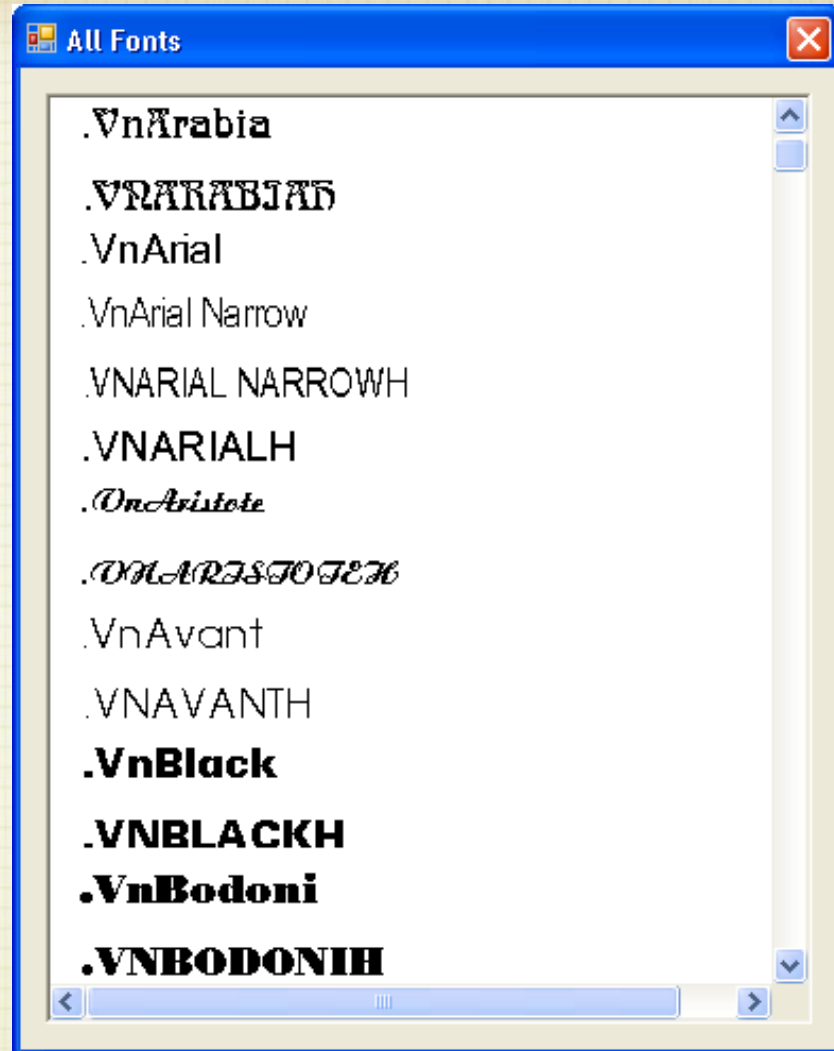 All Fonts
.VnArabia
.VNARABIAH
.VnArial
.VnArial Narrow
.VNARIAL NARROWH
.VNARIALH
.VnAristote
.VNARISTOTEH
.VnAvant
.VNAVANTH
.VnBlack
.VNBLACKH
.VnBodoni
.VNBODONIH